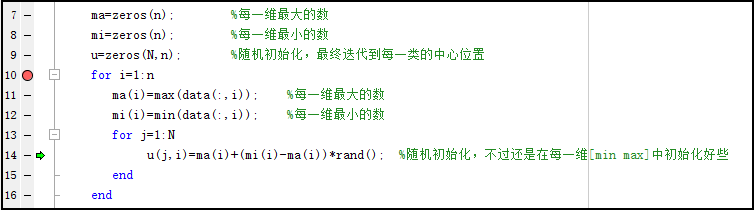 7 ma=zeros(n); %每一维最大的数
8 mi=zeros(n); %每一维最小的数
9 u=zeros(N,n); %随机初始化，最终迭代到每一类的中心位置
10 for i=1:n
11 ma(i)=max(data(:,i)); %每一维最大的数
12 mi(i)=min(data(:,i)); %每一维最小的数
13 for j=1:N
14 u(j,i)=ma(i)+(mi(i)-ma(i))*rand(); %随机初始化，不过还是在每一维[min max]中初始化好些
15 end
16 end